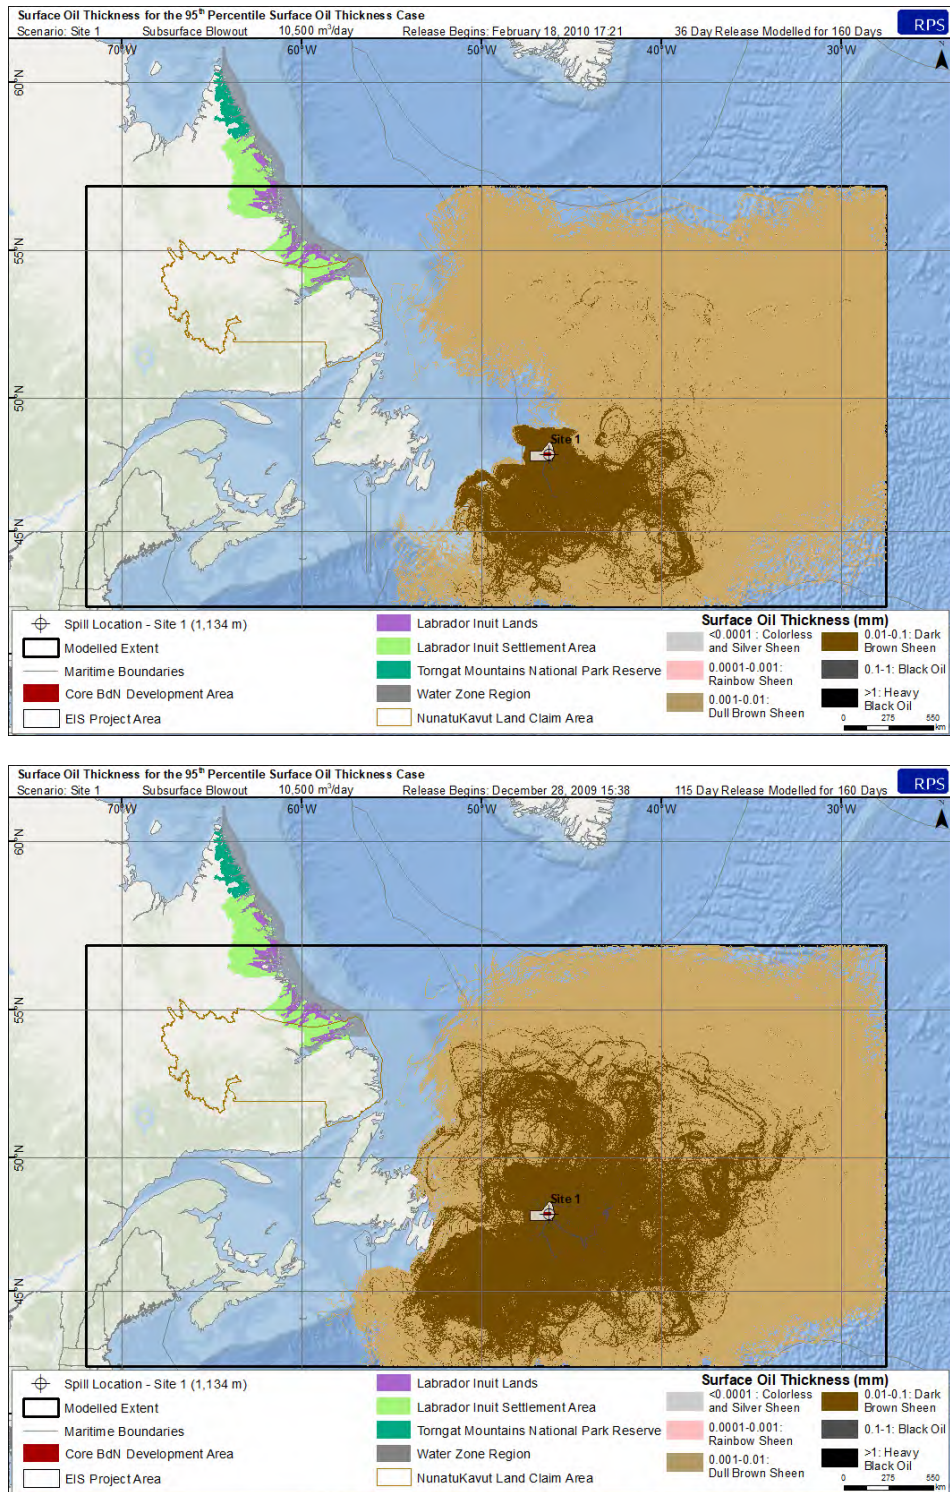 Surface Oil Thickness for the 95th Percentile Surface Oil Thickness Case
Scenario: Site 1 Subsurface Blowout 10,500 m³/day Release Begins: February 18, 2010 17:21 36 Day Release Modelled for 160 Days
RPS
70°W 60°W 50°W 40°W 30°W
60°N
55°N
50°N
Site 1
45°N
Spill Location - Site 1 (1,134 m)
Modelled Extent
Maritime Boundaries
Core BdN Development Area
EIS Project Area
Labrador Inuit Lands
Labrador Inuit Settlement Area
Torngat Mountains National Park Reserve
Water Zone Region
NunatuKavut Land Claim Area
Surface Oil Thickness (mm)
<0.0001 : Colorless
and Silver Sheen
0.0001-0.001:
Rainbow Sheen
0.001-0.01:
Dull Brown Sheen
0.01-0.1: Dark
Brown Sheen
0.1-1: Black Oil
>1: Heavy
Black Oil
0 275 550
km
Surface Oil Thickness for the 95th Percentile Surface Oil Thickness Case
Scenario: Site 1 Subsurface Blowout 10,500 m³/day Release Begins: December 28, 2009 15:38 115 Day Release Modelled for 160 Days
RPS
70°W 60°W 50°W 40°W 30°W
60°N
55°N
50°N
Site 1
45°N
Spill Location - Site 1 (1,134 m)
Modelled Extent
Maritime Boundaries
Core BdN Development Area
EIS Project Area
Labrador Inuit Lands
Labrador Inuit Settlement Area
Torngat Mountains National Park Reserve
Water Zone Region
NunatuKavut Land Claim Area
Surface Oil Thickness (mm)
<0.0001 : Colorless
and Silver Sheen
0.0001-0.001:
Rainbow Sheen
0.001-0.01:
Dull Brown Sheen
0.01-0.1: Dark
Brown Sheen
0.1-1: Black Oil
>1: Heavy
Black Oil
0 275 550
km